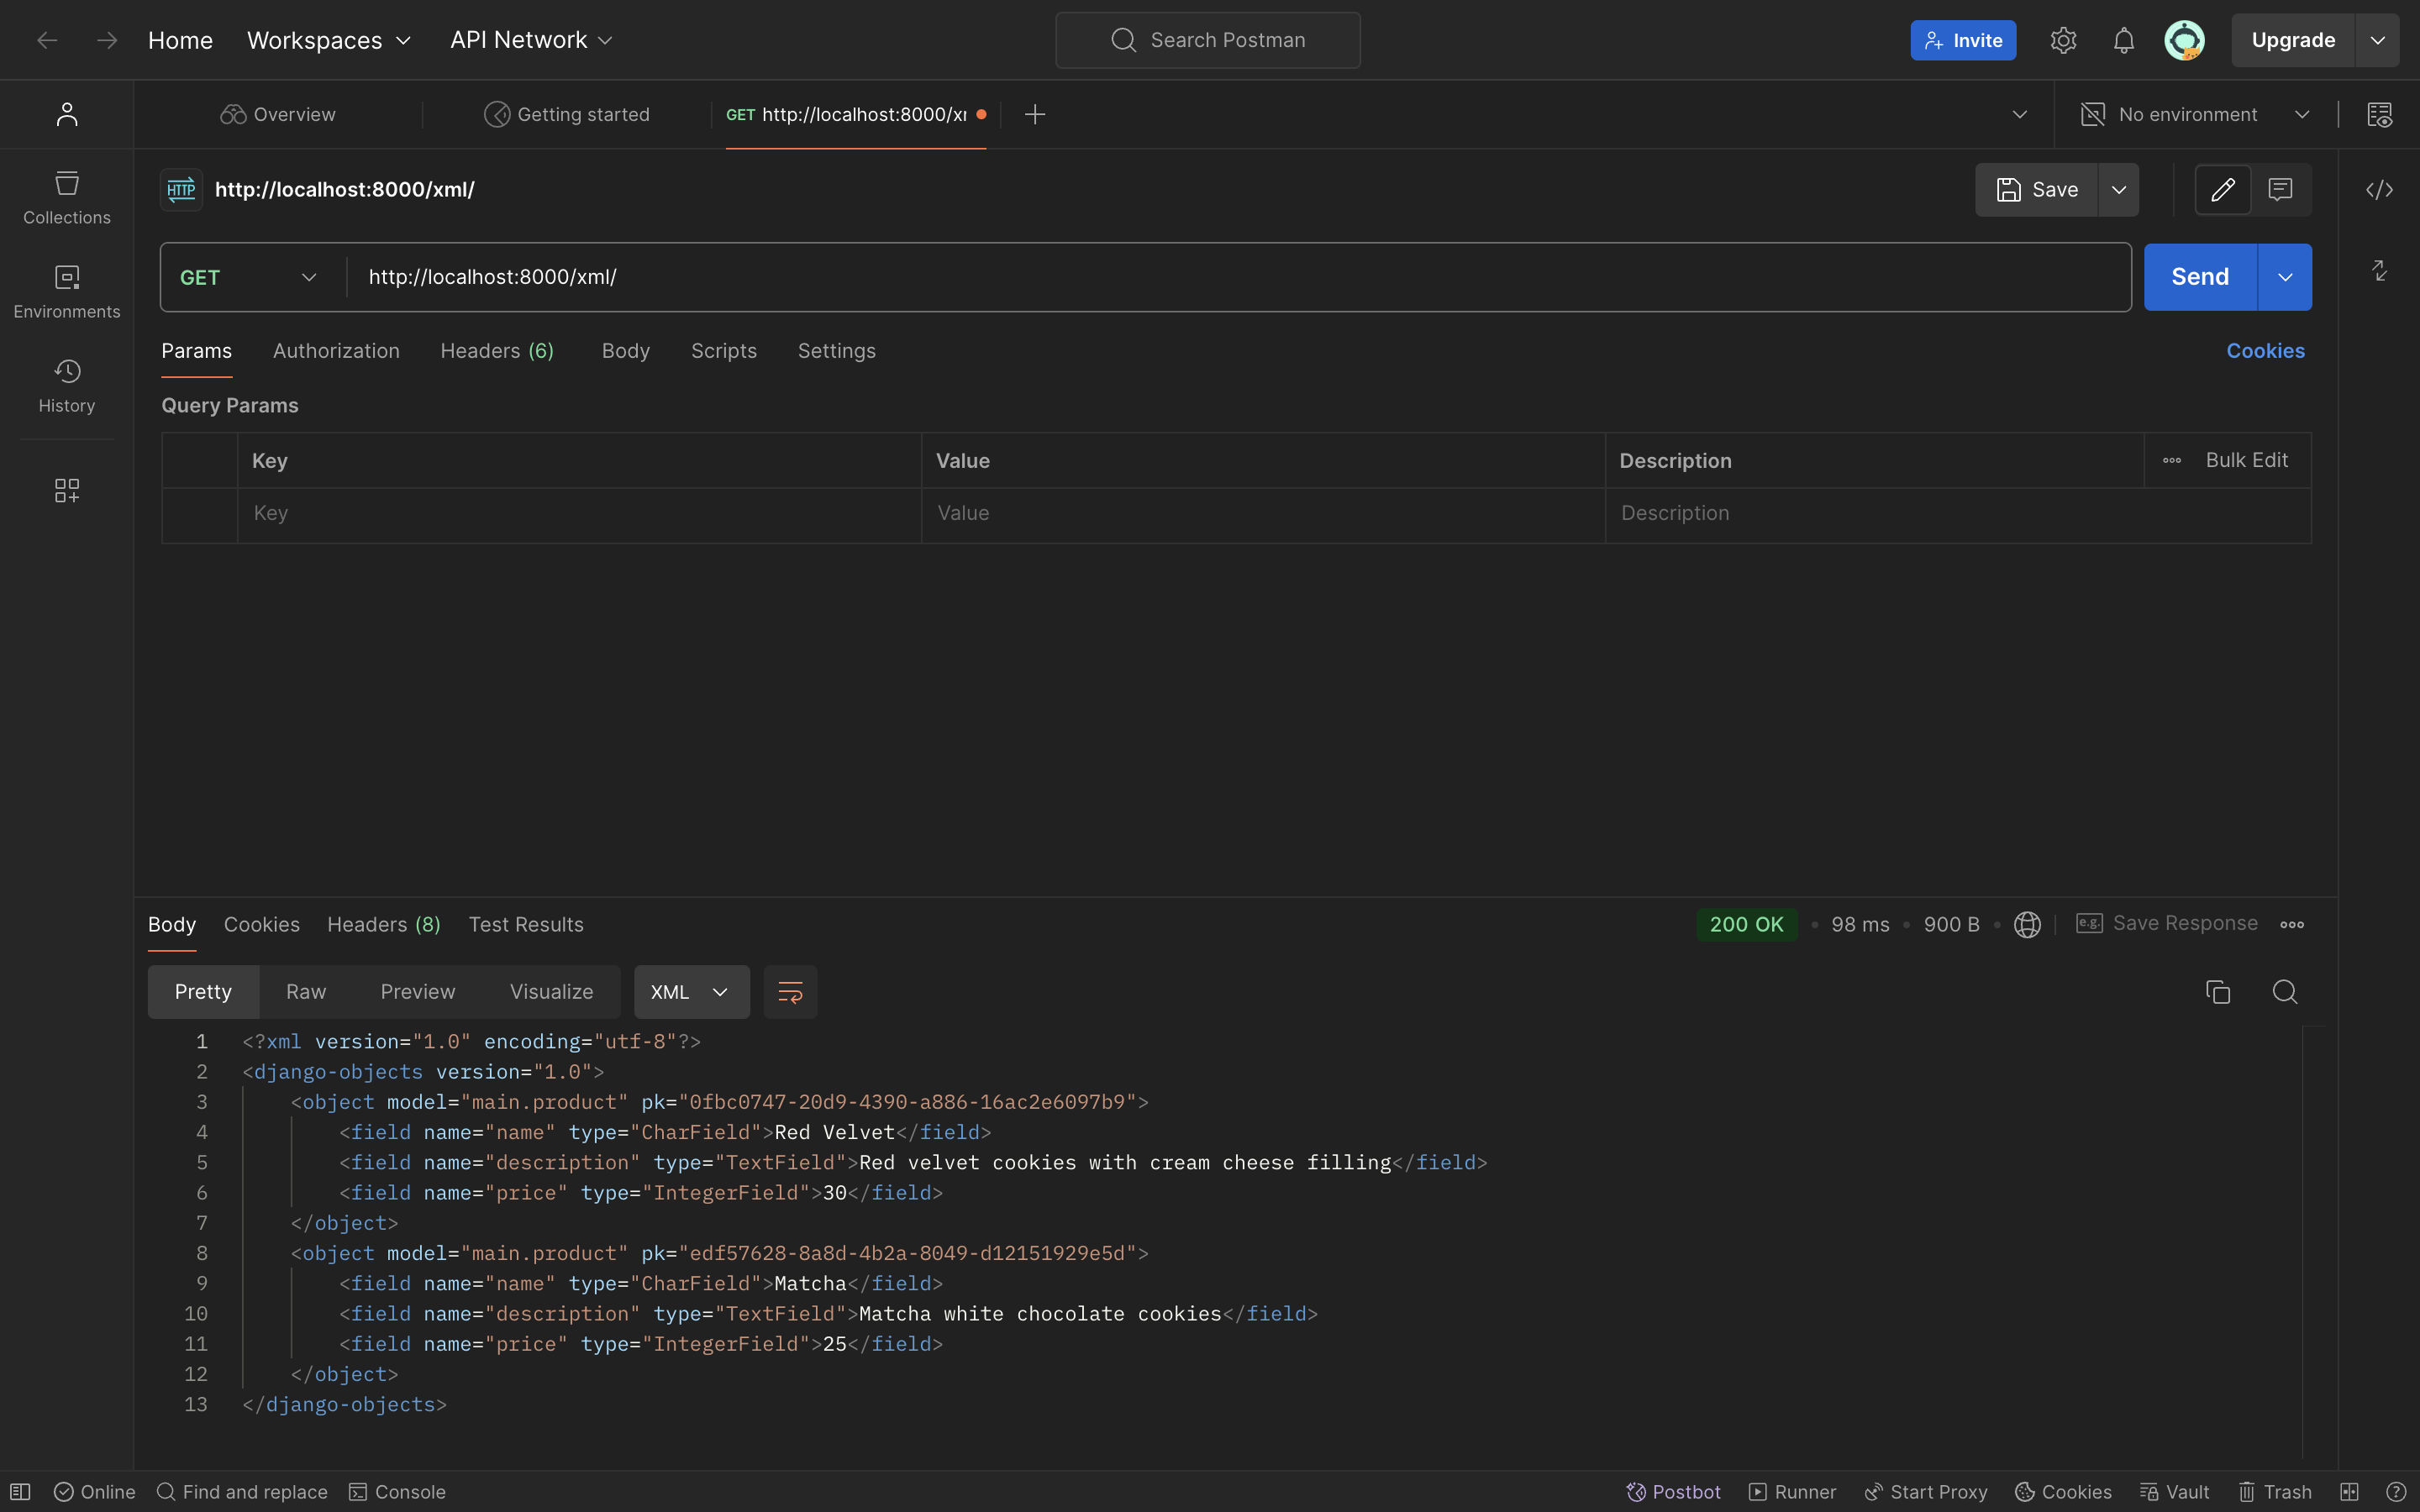 Home Workspaces API Network Search Postman Invite Upgrade
Overview Getting started GET http://localhost:8000/xr No environment
HTTP http://localhost:8000/xml/ Save
Collections
GET http://localhost:8000/xml/ Send
Environments
Params Authorization Headers (6) Body Scripts Settings Cookies
History
Query Params
Key Value Description Bulk Edit
Key Value Description
Body Cookies Headers (8) Test Results 200 OK • 98 ms • 900 B • e.g. Save Response
Pretty Raw Preview Visualize XML
1 <?xml version="1.0" encoding="utf-8"?>
2 <django-objects version="1.0">
3 <object model="main.product" pk="0fbc0747-20d9-4390-a886-16ac2e6097b9">
4 <field name="name" type="CharField">Red Velvet</field>
5 <field name="description" type="TextField">Red velvet cookies with cream cheese filling</field>
6 <field name="price" type="IntegerField">30</field>
7 </object>
8 <object model="main.product" pk="edf57628-8a8d-4b2a-8049-d12151929e5d">
9 <field name="name" type="CharField">Matcha</field>
10 <field name="description" type="TextField">Matcha white chocolate cookies</field>
11 <field name="price" type="IntegerField">25</field>
12 </object>
13 </django-objects>
Online Find and replace Console Postbot Runner Start Proxy Cookies Vault Trash